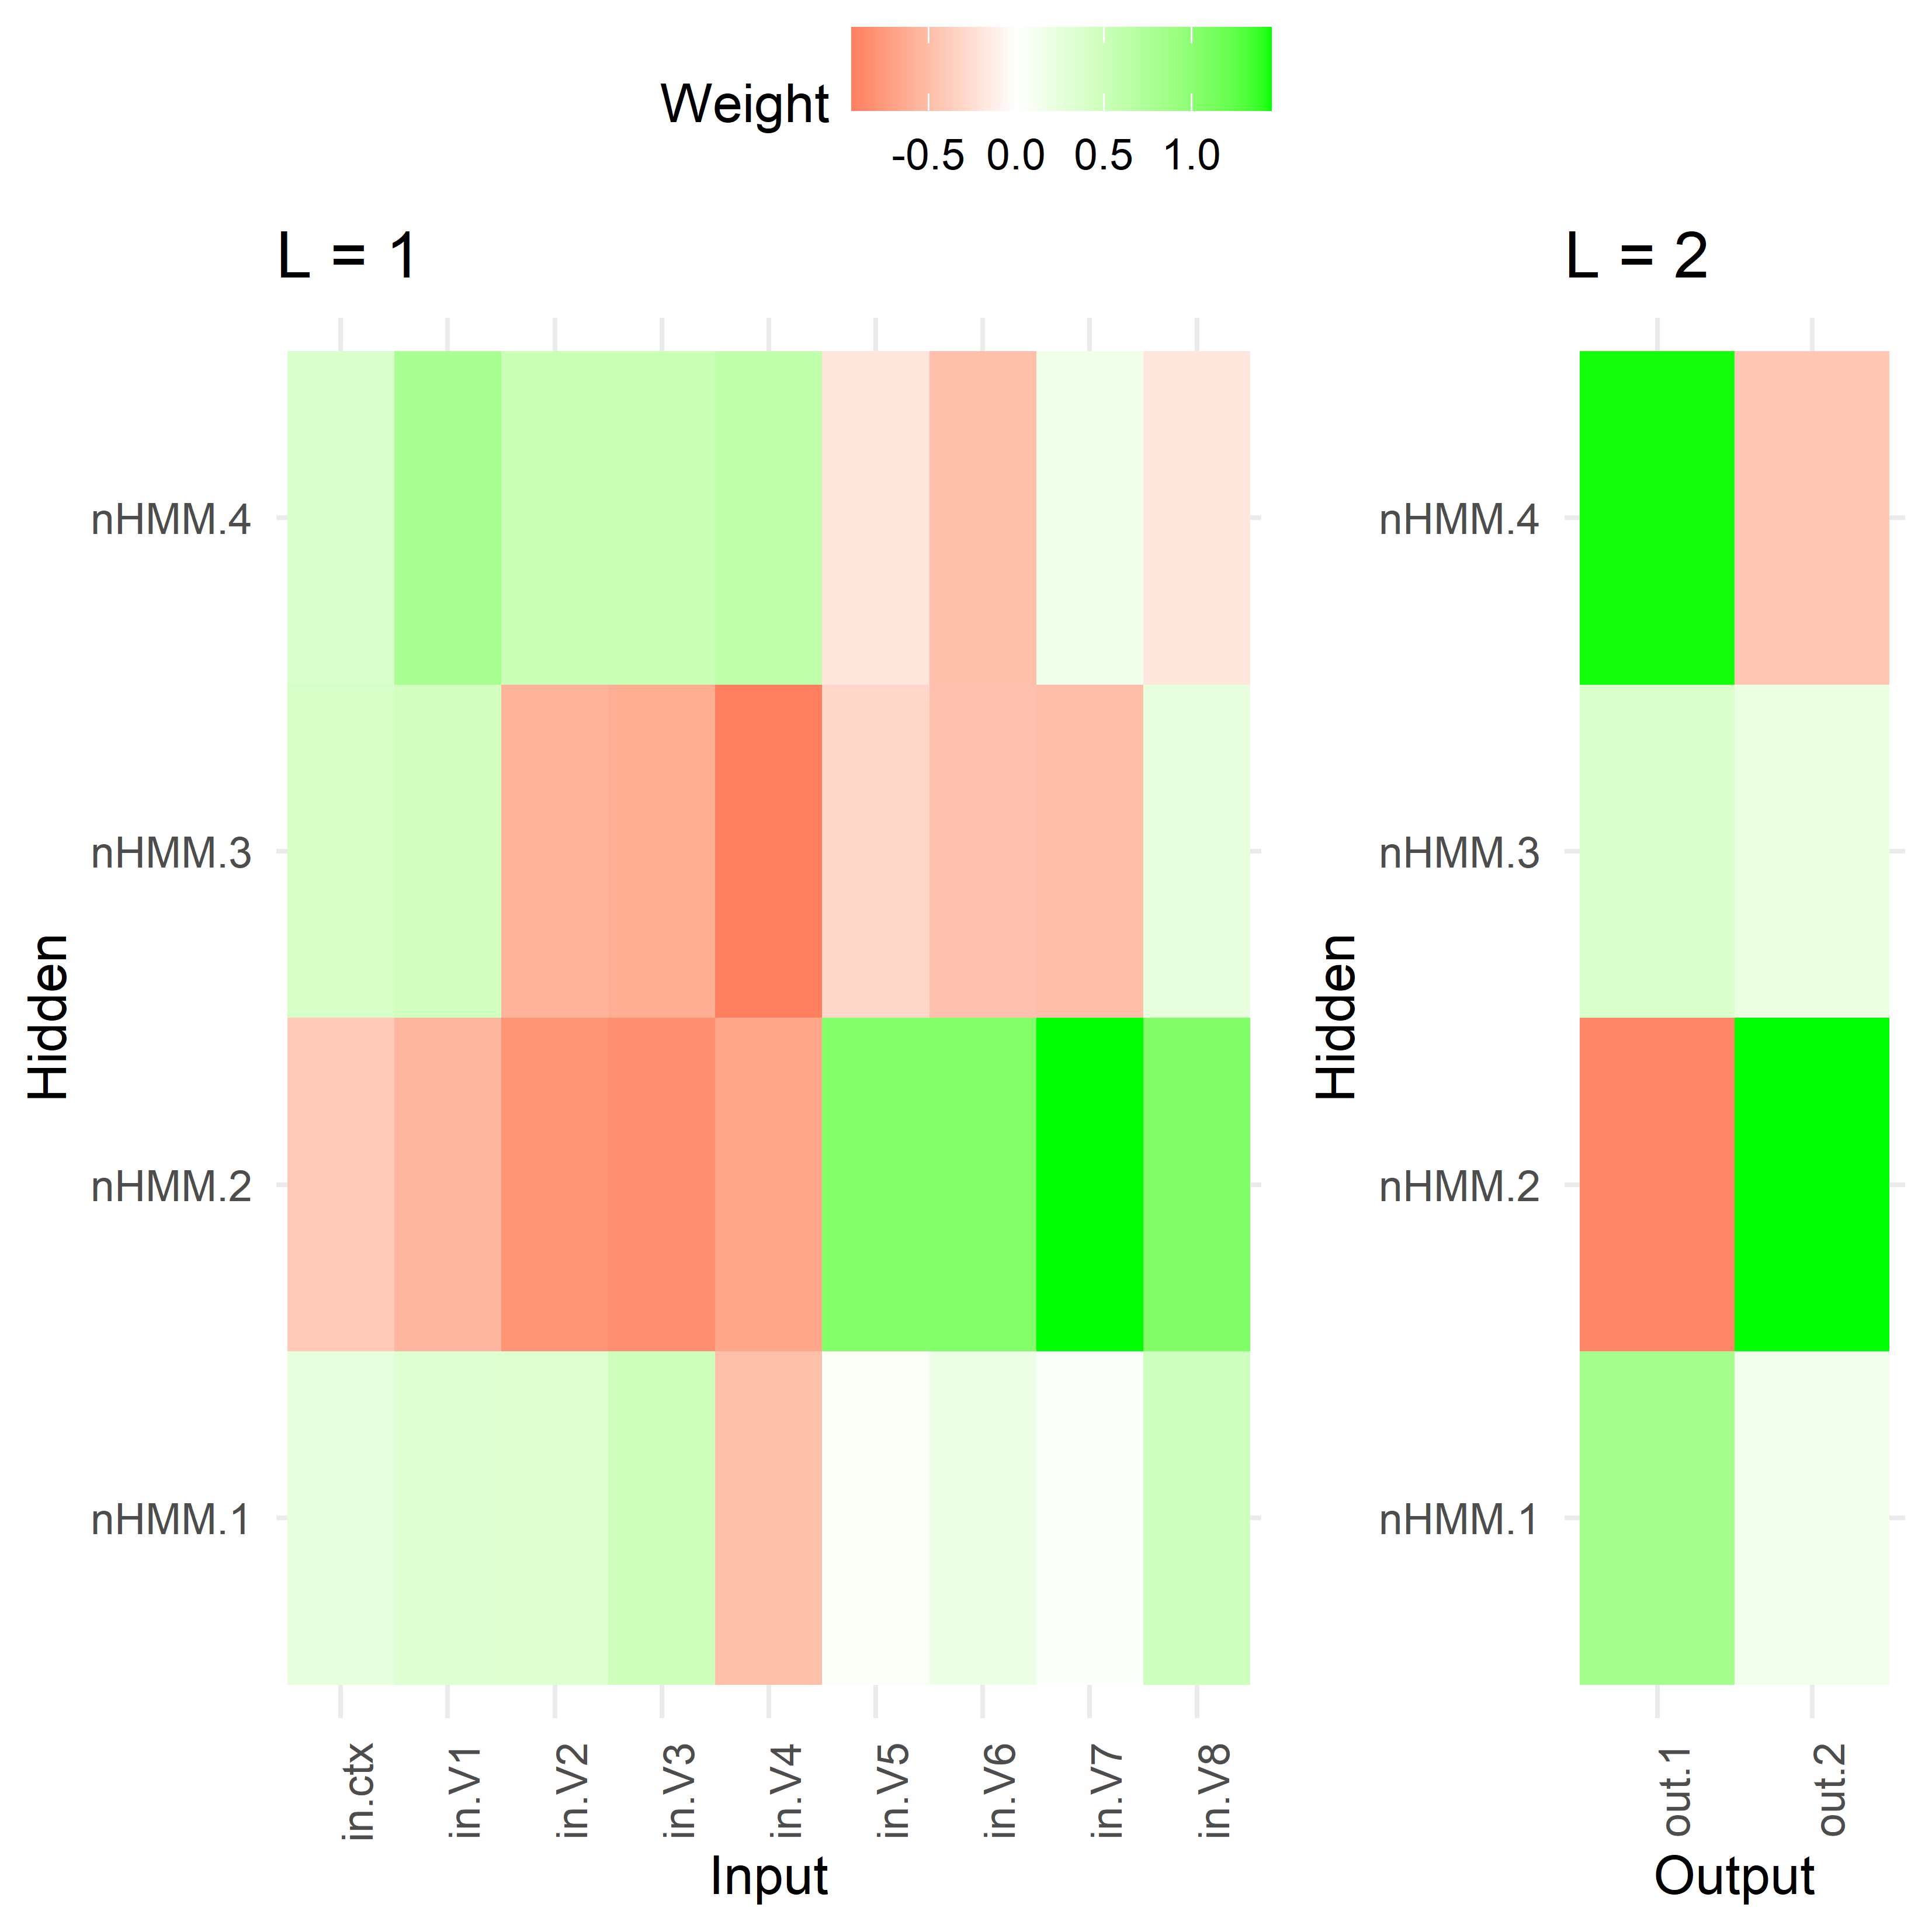 Weight
-0.5 0.0 0.5 1.0
L = 1
nHMM.4
nHMM.3
nHMM.2
nHMM.1
Hidden
in.ctx
in.V1
in.V2
in.V3
in.V4
in.V5
in.V6
in.V7
in.V8
Input
L = 2
nHMM.4
nHMM.3
nHMM.2
nHMM.1
Hidden
out.1
out.2
Output